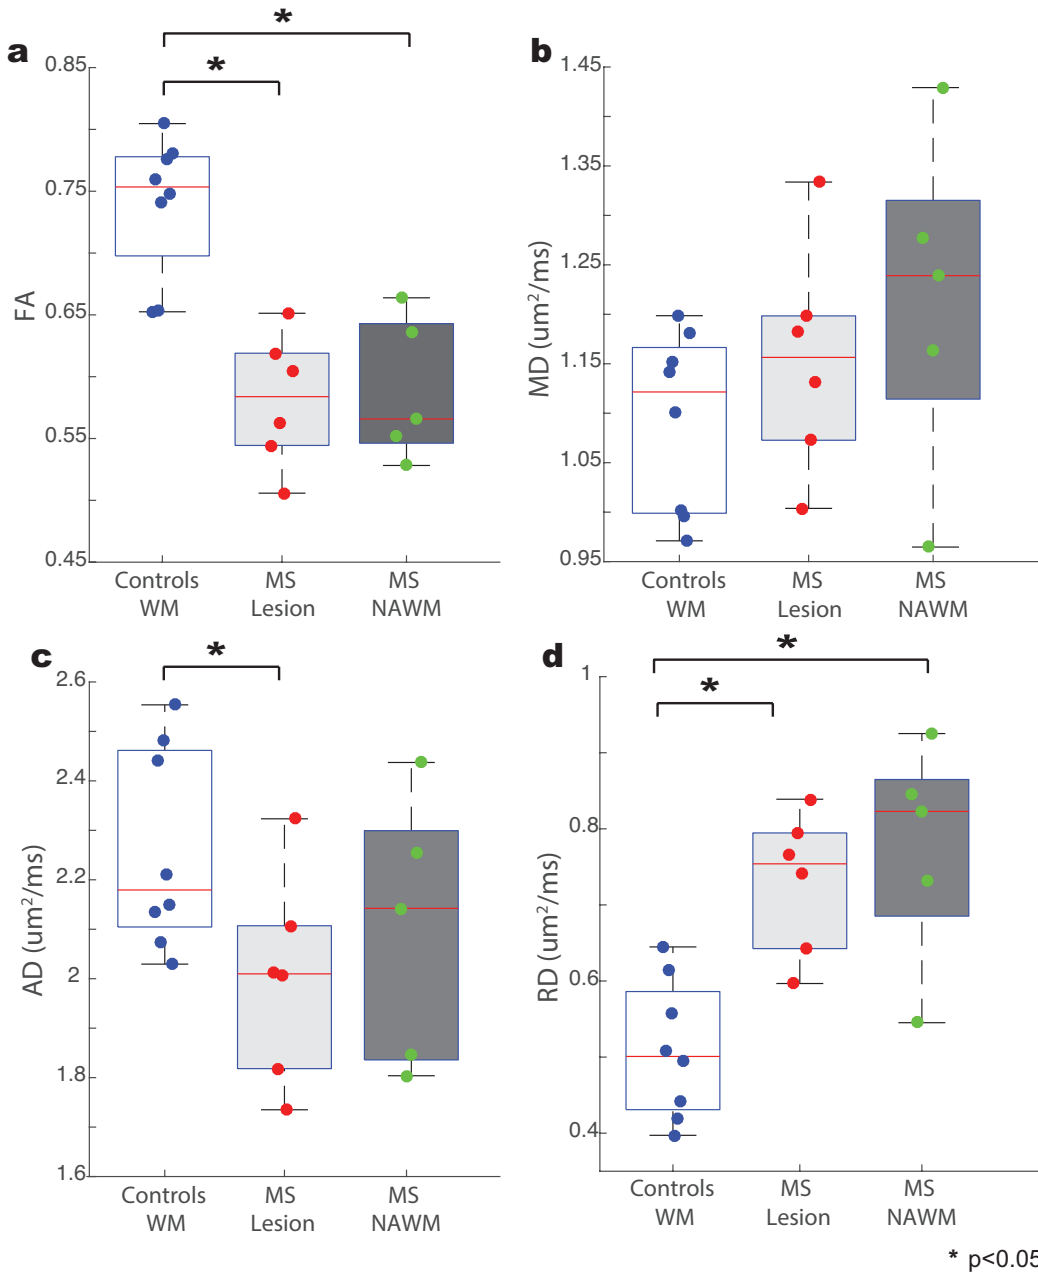 a
*
*
0.85
0.75
0.65
0.55
0.45
FA
Controls
WM
MS
Lesion
MS
NAWM
b
1.45
1.35
1.25
1.15
1.05
0.95
MD (um²/ms)
Controls
WM
MS
Lesion
MS
NAWM
c
*
2.6
2.4
2.2
2
1.8
1.6
AD (um²/ms)
Controls
WM
MS
Lesion
MS
NAWM
d
*
*
1
0.8
0.6
0.4
RD (um²/ms)
Controls
WM
MS
Lesion
MS
NAWM
* p<0.05